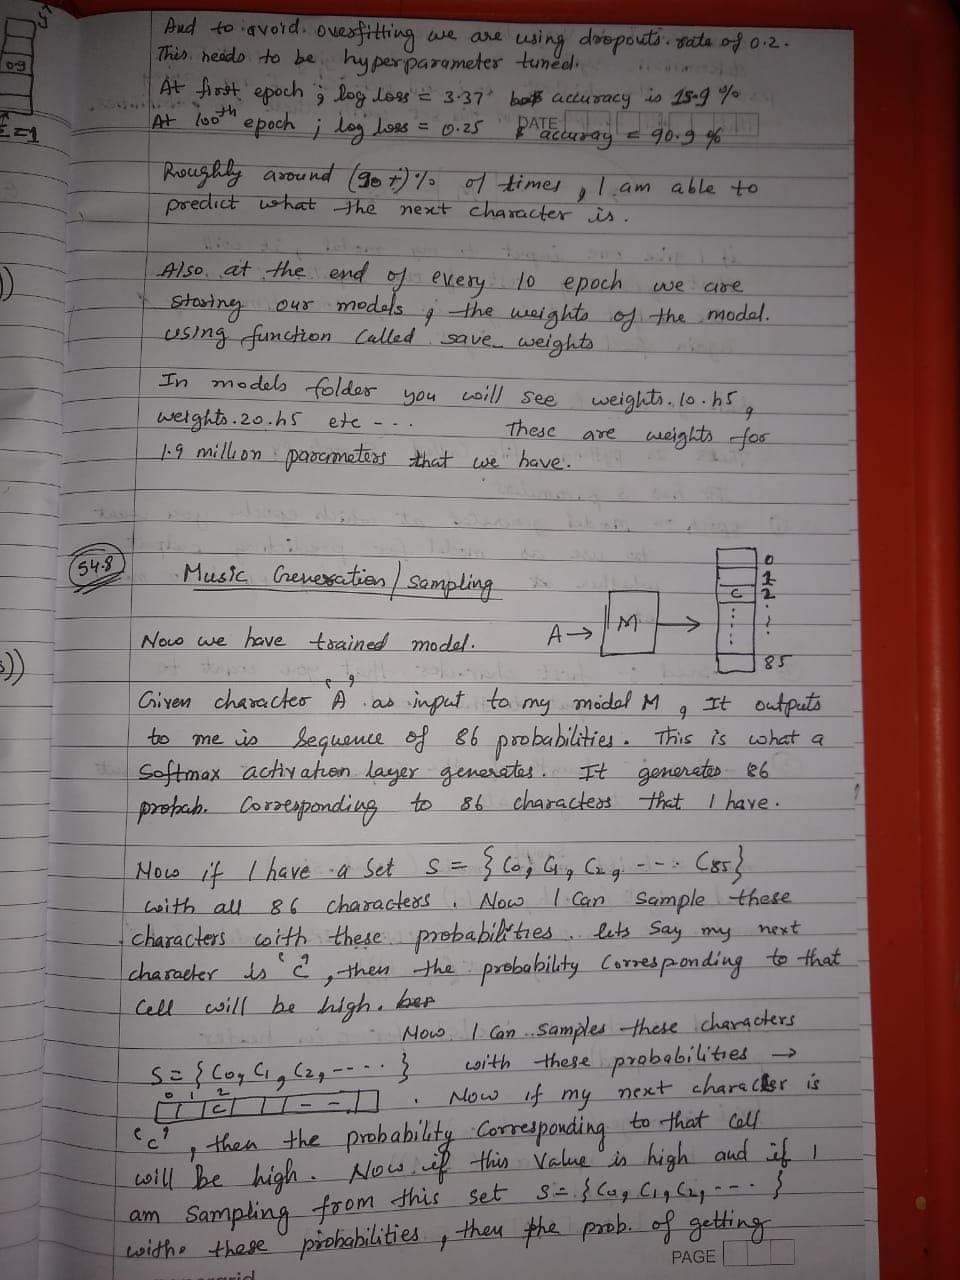 And to avoid overfitting we are using dropouts rate of 0.2.
This needs to be hyperparameter tuned.
At first epoch ; log loss = 3.37 accuracy is 15.9 %
DATE
At 100th epoch ; log loss = 0.25 accuray = 90.9 %
Roughly around (90+)% of times, I am able to
predict what the next character is.
Also at the end of every 10 epoch we are
storing our models, the weights of the model.
using function called save_weights
In models folder you will see weights.10.h5,
weights.20.h5 etc - - . These are weights for
1.9 million parameters that we have.
54.8
Music Generation / Sampling
Now we have trained model.
A → M →
0
1
C 2
85
Given character 'A' as input to my model M, It outputs
to me is Sequence of 86 probabilities. This is what a
Softmax activation layer generates. It generates 86
probab. Corresponding to 86 characters that I have.
Now if I have a Set S = { C0, C1, C2, - - - . C85}
with all 86 characters. Now I Can sample these
characters with these probabilities. lets Say my next
character is 'C', then the probability Corresponding to that
Cell will be high.
Now I Can Samples these characters
S = { C0, C1, C2, - - - - } with these probabilities →
0 1 2
C - - . Now if my next character is
'C', then the probability Corresponding to that Cell
will be high. Now if this value is high and if I
am Sampling from this set S = { C0, C1, C2, - - - }
with these probabilities, then the prob. of getting
PAGE
09
=1